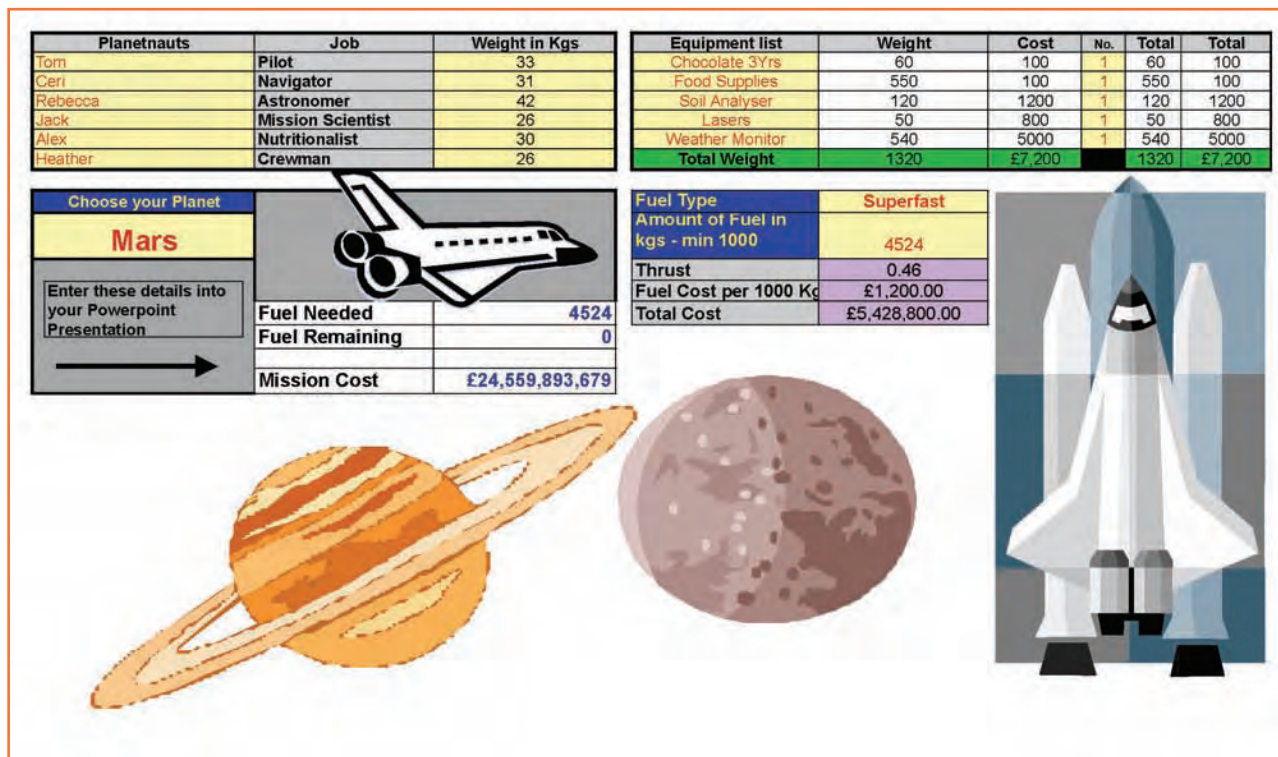 Planetnauts Job Weight in Kgs
Tom Pilot 33
Ceri Navigator 31
Rebecca Astronomer 42
Jack Mission Scientist 26
Alex Nutritionalist 30
Heather Crewman 26
Equipment list Weight Cost No. Total Total
Chocolate 3Yrs 60 100 1 60 100
Food Supplies 550 100 1 550 100
Soil Analyser 120 1200 1 120 1200
Lasers 50 800 1 50 800
Weather Monitor 540 5000 1 540 5000
Total Weight 1320 £7,200 1320 £7,200
Choose your Planet
Mars
Enter these details into
your Powerpoint
Presentation
Fuel Needed 4524
Fuel Remaining 0
Mission Cost £24,559,893,679
Fuel Type Superfast
Amount of Fuel in
kgs - min 1000 4524
Thrust 0.46
Fuel Cost per 1000 Kg £1,200.00
Total Cost £5,428,800.00